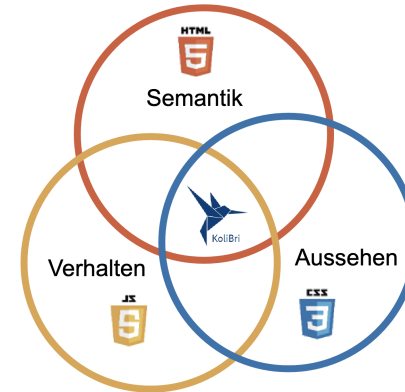 HTML
5
Semantik
KoliBri
Verhalten
Aussehen
JS
5
CSS
3